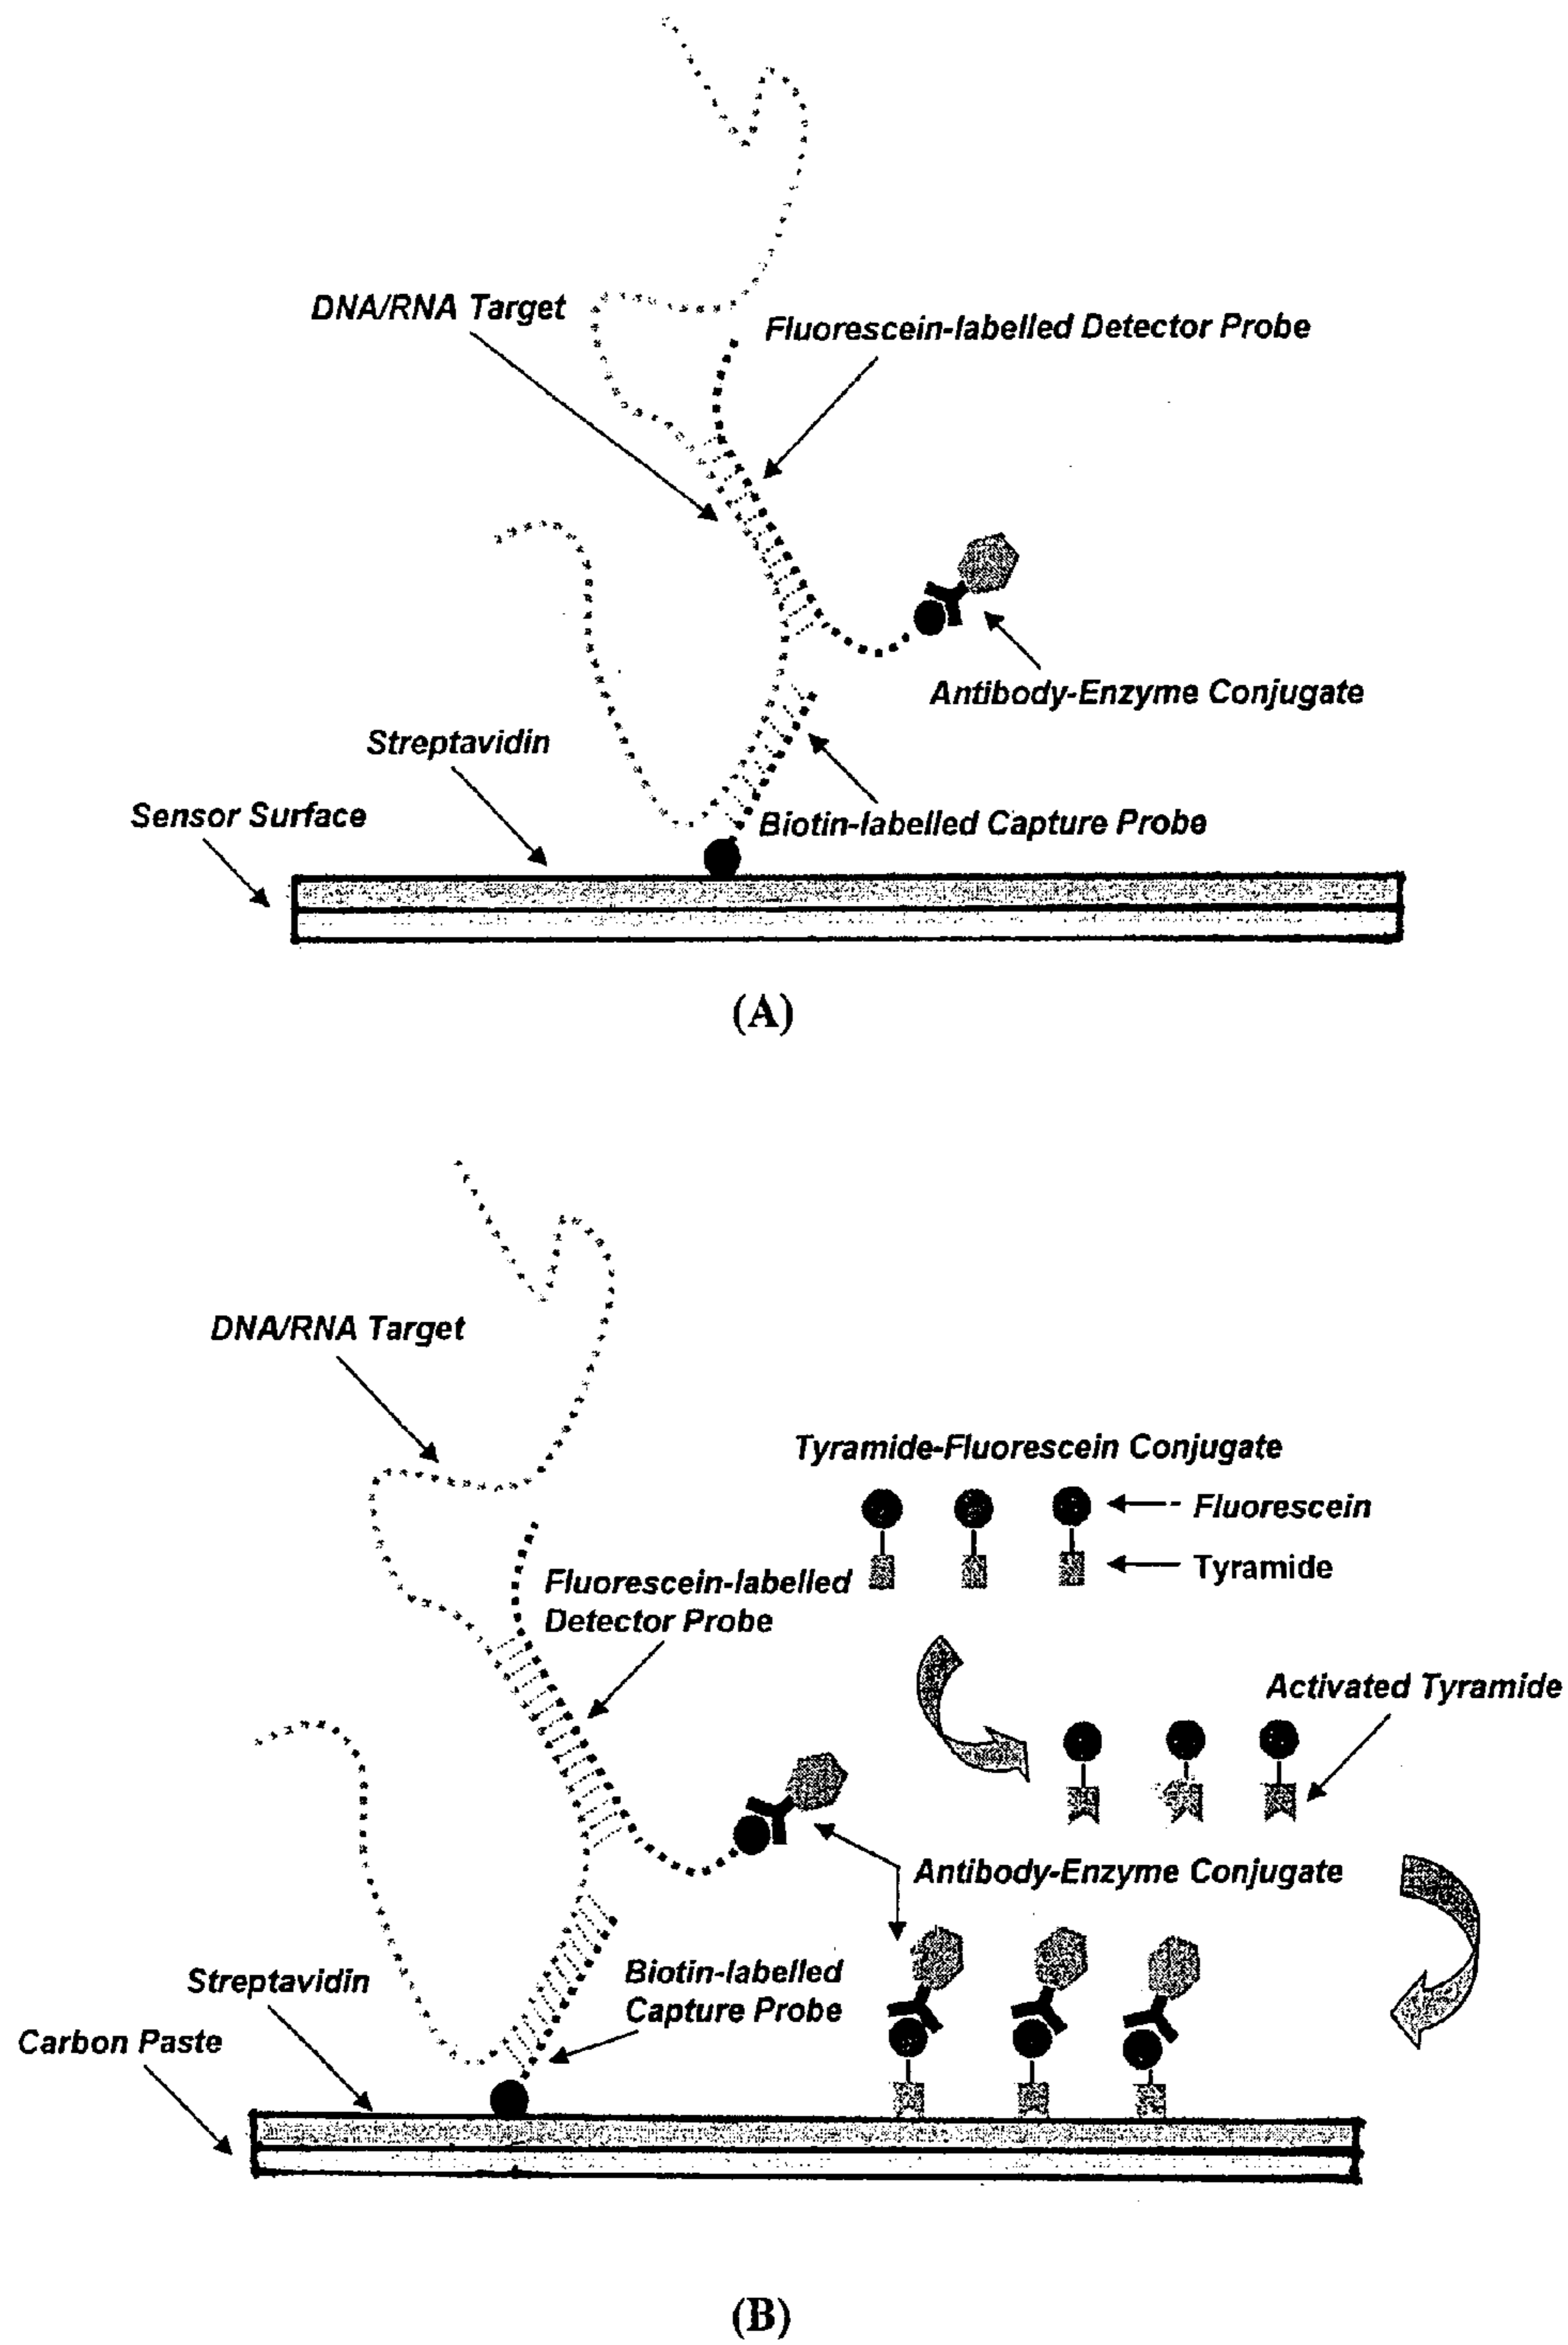 DNA/RNA Target
Fluorescein-labelled Detector Probe
Antibody-Enzyme Conjugate
Streptavidin
Sensor Surface
Biotin-labelled Capture Probe
(A)
DNA/RNA Target
Tyramide-Fluorescein Conjugate
Fluorescein
Tyramide
Fluorescein-labelled
Detector Probe
Activated Tyramide
Antibody-Enzyme Conjugate
Streptavidin
Biotin-labelled
Capture Probe
Carbon Paste
(B)